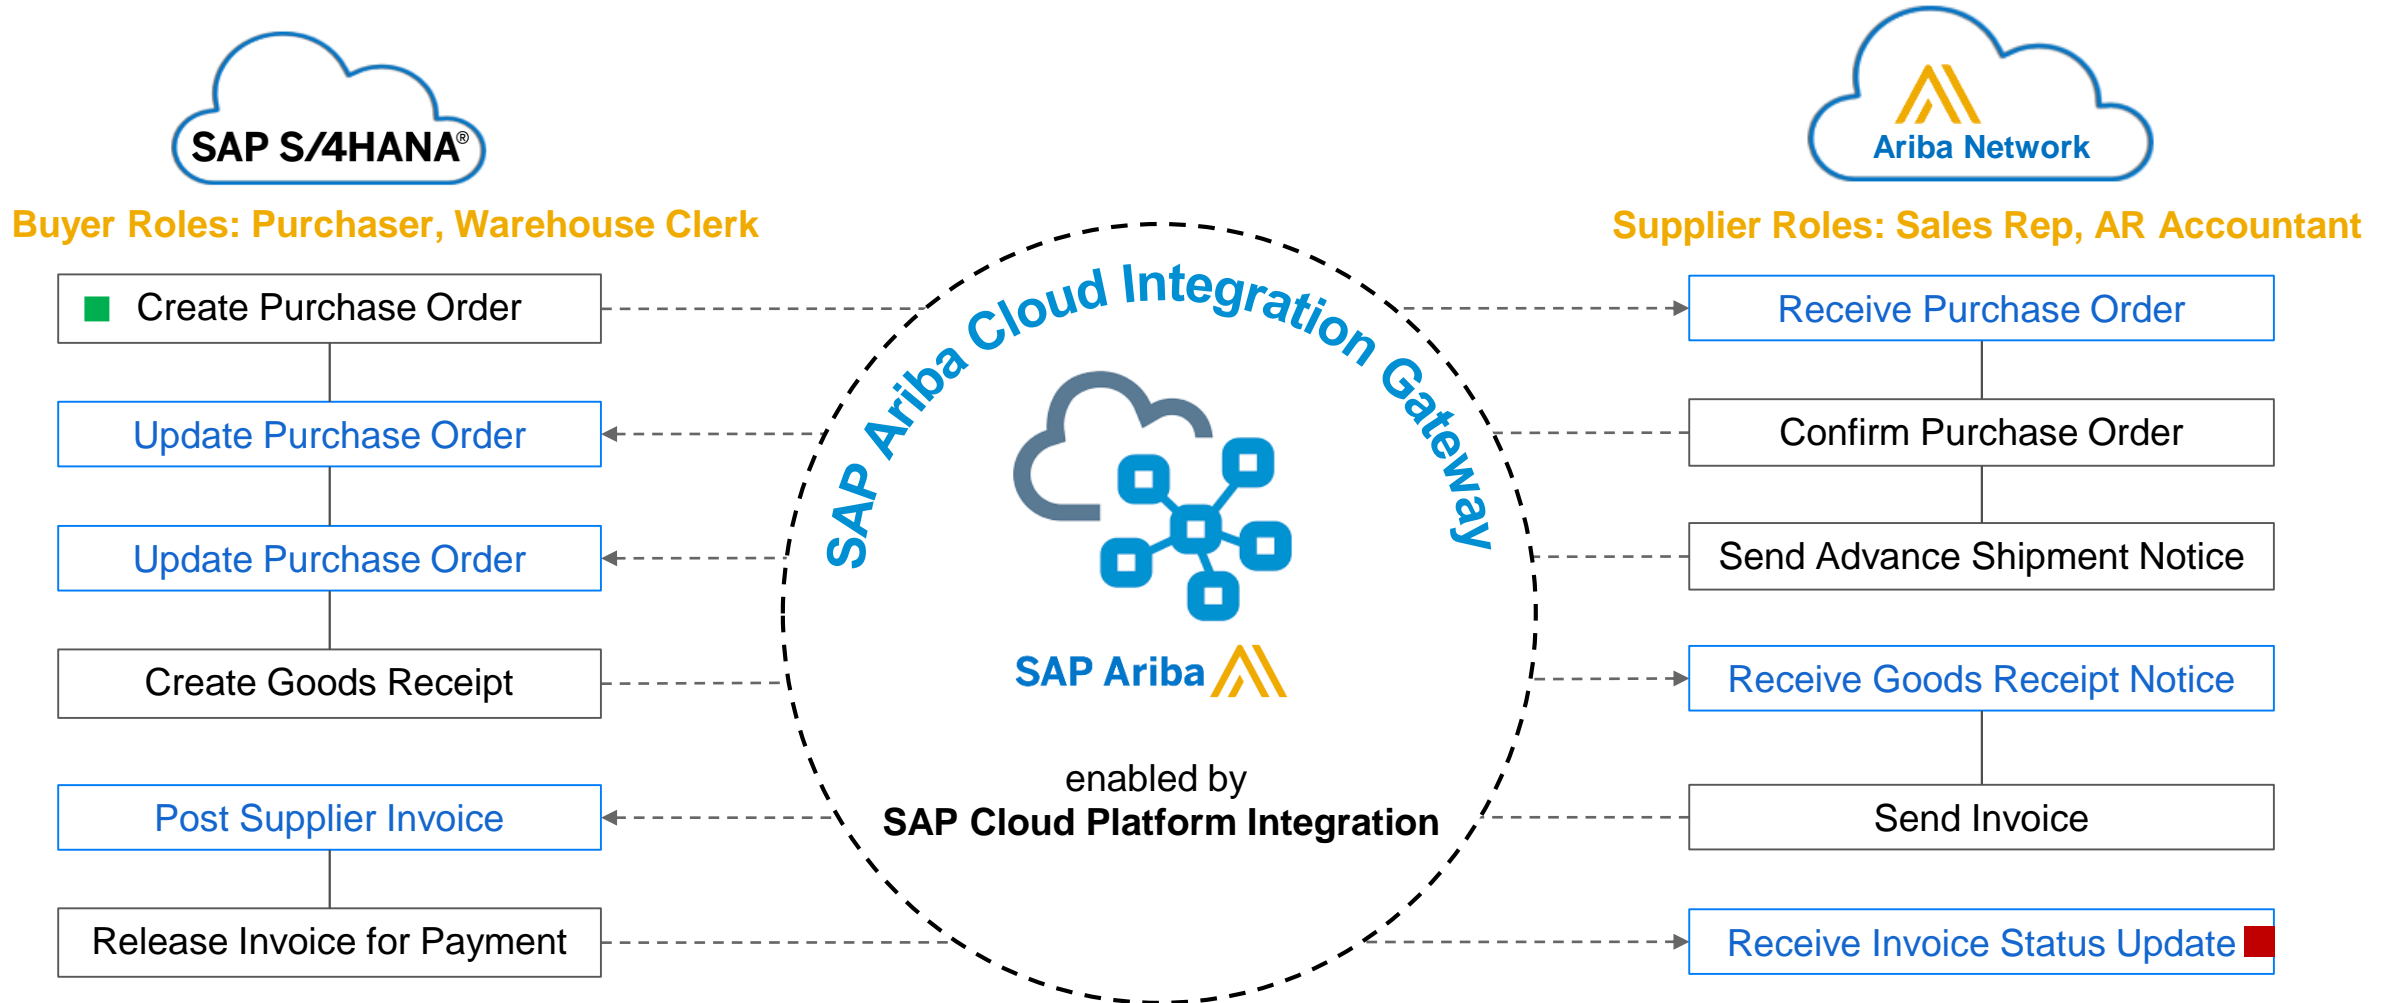 SAP S/4HANA®
Ariba Network
Buyer Roles: Purchaser, Warehouse Clerk
Supplier Roles: Sales Rep, AR Accountant
SAP Ariba Cloud Integration Gateway
Create Purchase Order
Receive Purchase Order
Update Purchase Order
Confirm Purchase Order
Update Purchase Order
Send Advance Shipment Notice
Create Goods Receipt
SAP Ariba
Receive Goods Receipt Notice
enabled by
SAP Cloud Platform Integration
Post Supplier Invoice
Send Invoice
Release Invoice for Payment
Receive Invoice Status Update